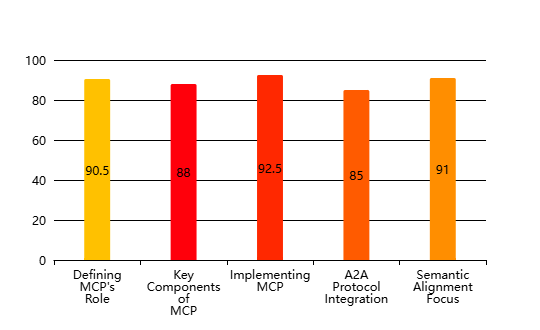 100
80
60
40
20
0
90.5
88
92.5
85
91
Defining
MCP's
Role
Key
Components
of
MCP
Implementing
MCP
A2A
Protocol
Integration
Semantic
Alignment
Focus